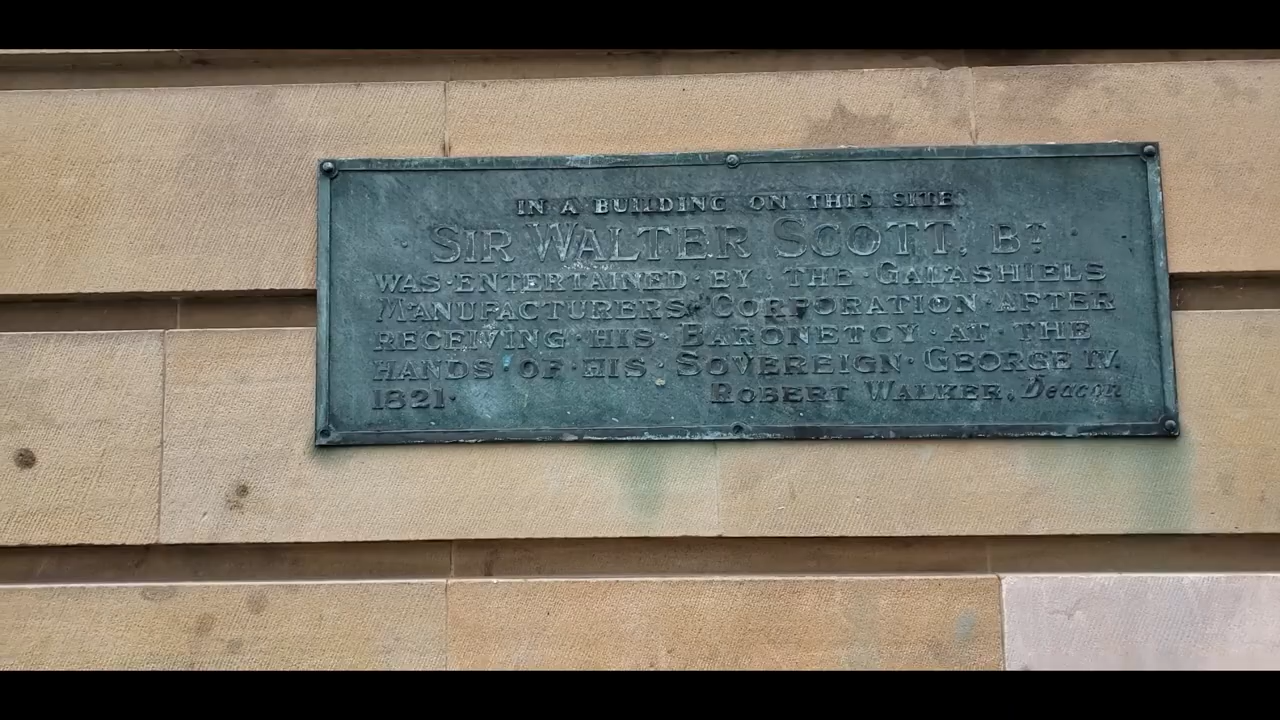 IN A BUILDING ON THIS SITE
SIR WALTER SCOTT, BT
WAS·ENTERTAINED·BY·THE·GALASHIELS
MANUFACTURERS·CORPORATION·AFTER
RECEIVING·HIS·BARONETCY·AT·THE
HANDS·OF·HIS·SOVEREIGN·GEORGE IV.
1821· ROBERT WALKER, Deacon